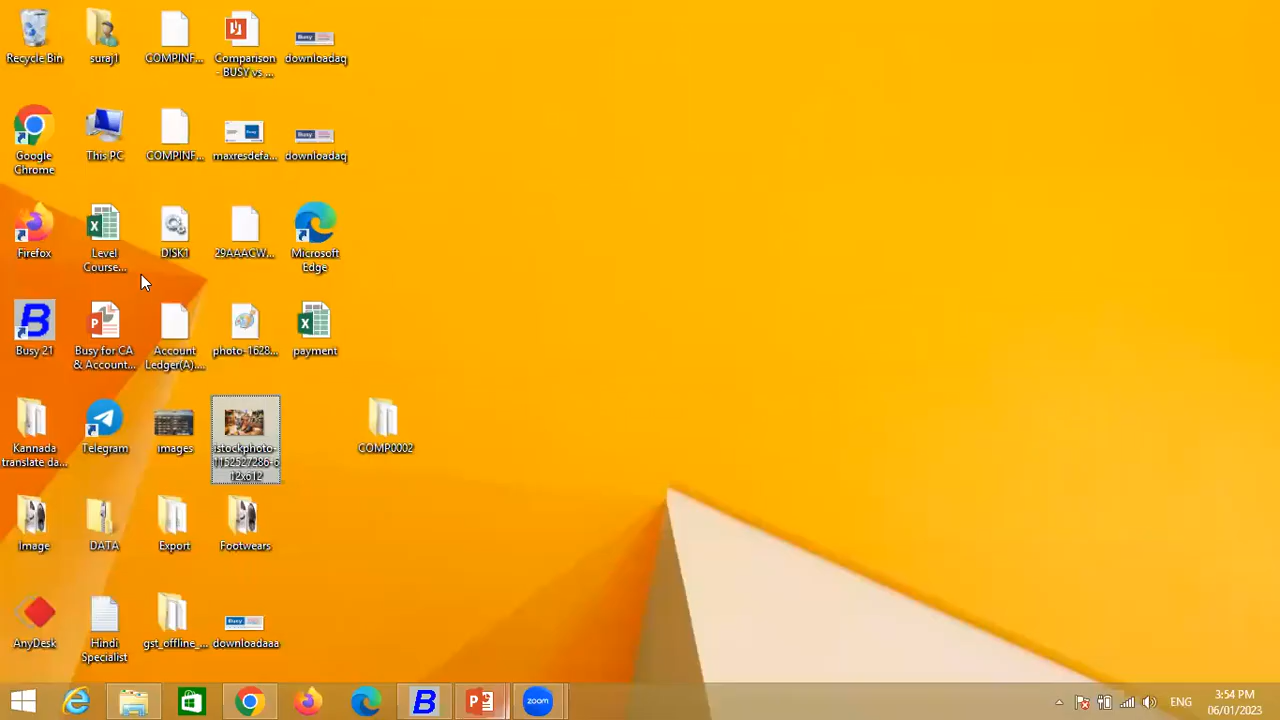 Recycle Bin
suraj1
COMPINF...
Comparison
- BUSY vs ...
downloadaq
Google
Chrome
This PC
COMPINF...
maxresdefa...
downloadaq
Firefox
Level
Course...
DISK1
29AAACW...
Microsoft
Edge
Busy 21
Busy for CA
& Account...
Account
Ledger(A)....
photo-1628...
payment
Kannada
translate da...
Telegram
images
istockphoto-
1152527286-6
12x612
COMP0002
Image
DATA
Export
Footwears
AnyDesk
Hindi
Specialist
gst_offline_...
downloadaaa
zoom
ENG
3:54 PM
06/01/2023